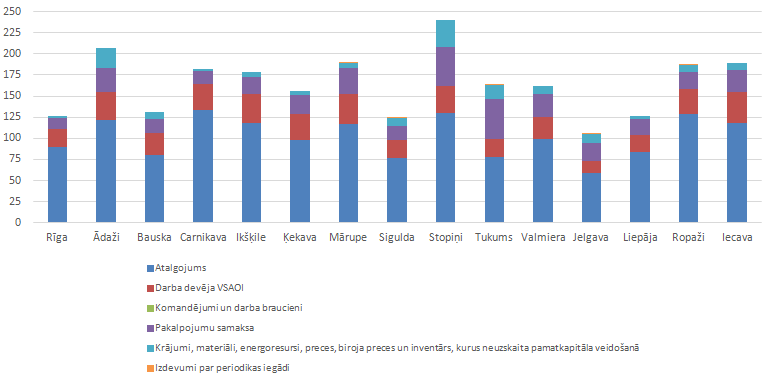 250
225
200
175
150
125
100
75
50
25
0
Rīga Ādaži Bauska Carnikava Ikšķile Ķekava Mārupe Sigulda Stopiņi Tukums Valmiera Jelgava Liepāja Ropaži Iecava
Atalgojums
Darba devēja VSAOI
Komandējumi un darba braucieni
Pakalpojumu samaksa
Krājumi, materiāli, energoresursi, preces, biroja preces un inventārs, kurus neuzskaita pamatkapitāla veidošanā
Izdevumi par periodikas iegādi